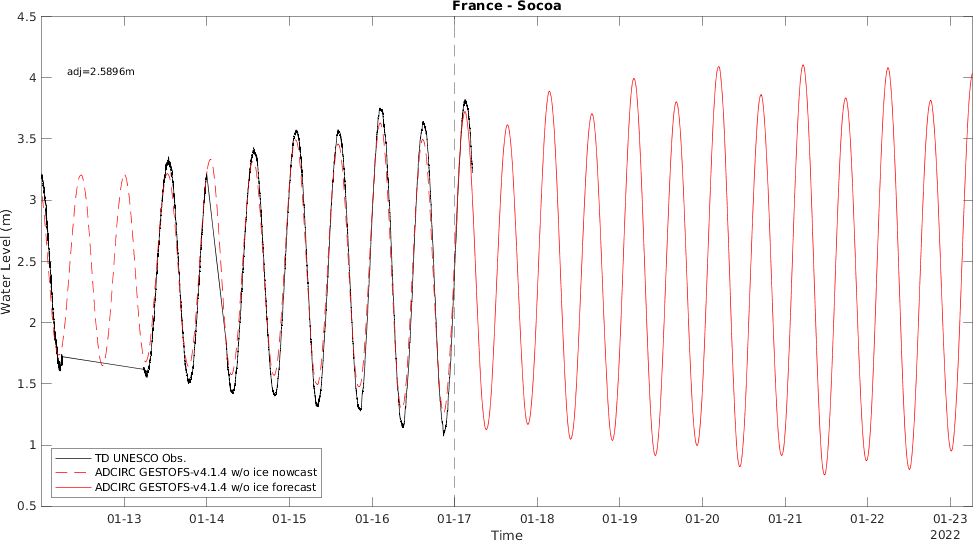 France - Socoa
4.5
4
3.5
3
2.5
2
1.5
1
0.5
Water Level (m)
adj=2.5896m
TD UNESCO Obs.
ADCIRC GESTOFS-v4.1.4 w/o ice nowcast
ADCIRC GESTOFS-v4.1.4 w/o ice forecast
01-13 01-14 01-15 01-16 01-17 01-18 01-19 01-20 01-21 01-22 01-23
2022
Time